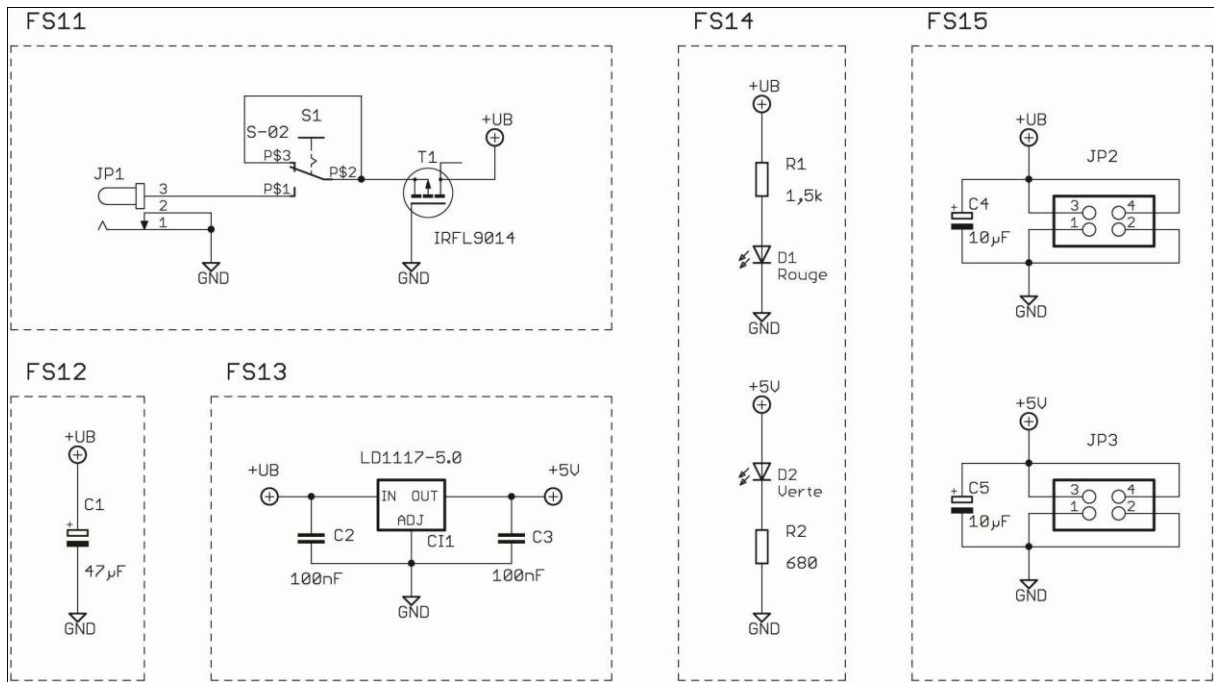 FS11
JP1
3
2
1
GND
S1
S-02
P$3
P$2
P$1
T1
IRFL9014
GND
+UB
FS12
+UB
C1
+
47µF
GND
FS13
LD1117-5.0
+UB
+5V
IN OUT
ADJ
CI1
C2
100nF
C3
100nF
GND
FS14
+UB
R1
1,5k
D1
Rouge
GND
+5V
D2
Verte
R2
680
GND
FS15
+UB
JP2
+
C4
10µF
3 4
1 2
GND
+5V
JP3
+
C5
10µF
3 4
1 2
GND